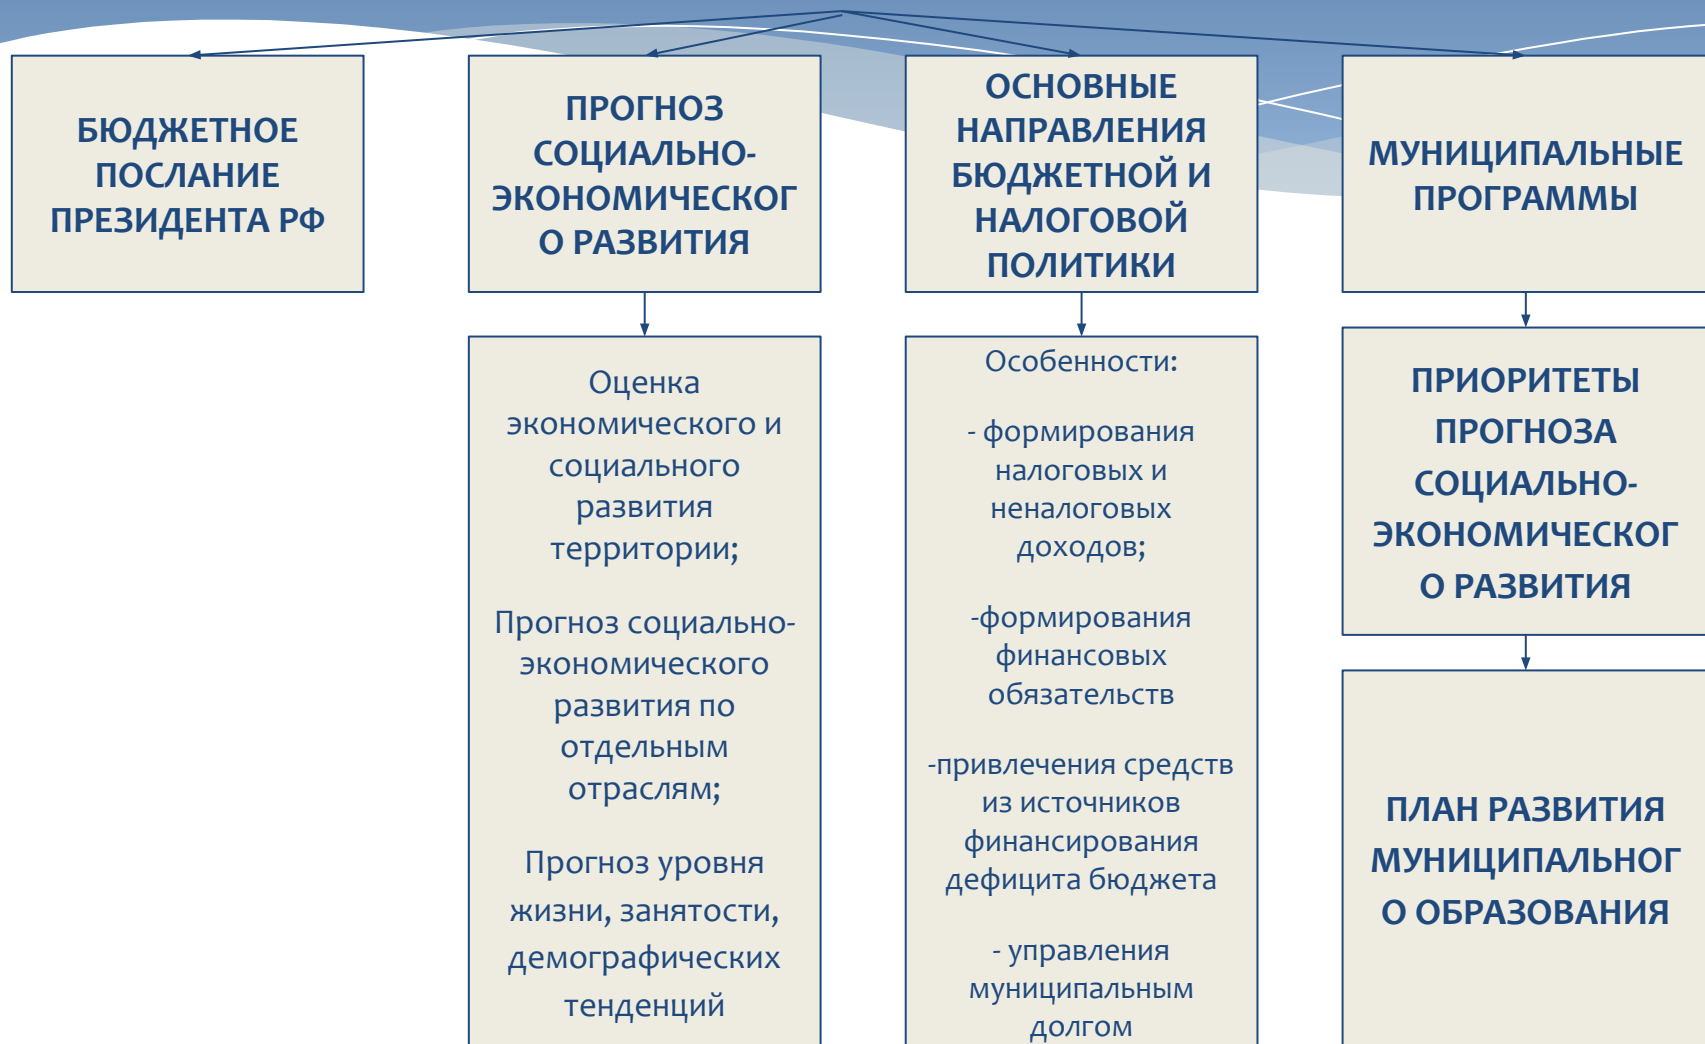 БЮДЖЕТНОЕ
ПОСЛАНИЕ
ПРЕЗИДЕНТА РФ
ПРОГНОЗ
СОЦИАЛЬНО-
ЭКОНОМИЧЕСКОГ
О РАЗВИТИЯ
ОСНОВНЫЕ
НАПРАВЛЕНИЯ
БЮДЖЕТНОЙ И
НАЛОГОВОЙ
ПОЛИТИКИ
МУНИЦИПАЛЬНЫЕ
ПРОГРАММЫ
Оценка
экономического и
социального
развития
территории;
Прогноз социально-
экономического
развития по
отдельным
отраслям;
Прогноз уровня
жизни, занятости,
демографических
тенденций
Особенности:
- формирования
налоговых и
неналоговых
доходов;
-формирования
финансовых
обязательств
-привлечения средств
из источников
финансирования
дефицита бюджета
- управления
муниципальным
долгом
ПРИОРИТЕТЫ
ПРОГНОЗА
СОЦИАЛЬНО-
ЭКОНОМИЧЕСКОГ
О РАЗВИТИЯ
ПЛАН РАЗВИТИЯ
МУНИЦИПАЛЬНОГ
О ОБРАЗОВАНИЯ